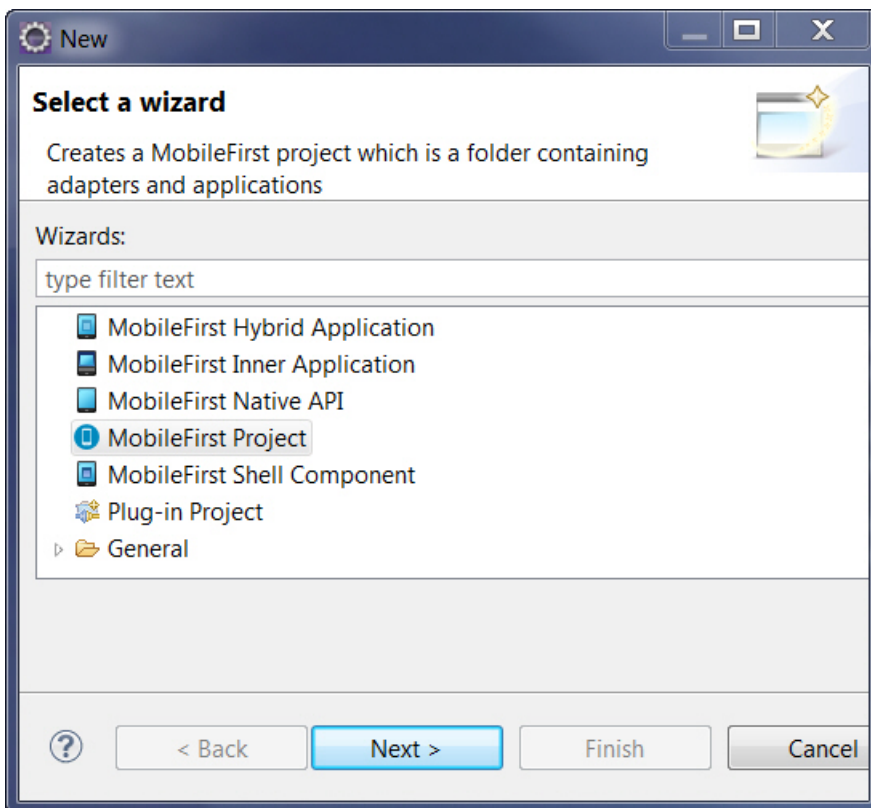 New
Select a wizard
Creates a MobileFirst project which is a folder containing
adapters and applications
Wizards:
type filter text
MobileFirst Hybrid Application
MobileFirst Inner Application
MobileFirst Native API
MobileFirst Project
MobileFirst Shell Component
Plug-in Project
General
? < Back Next > Finish Cancel